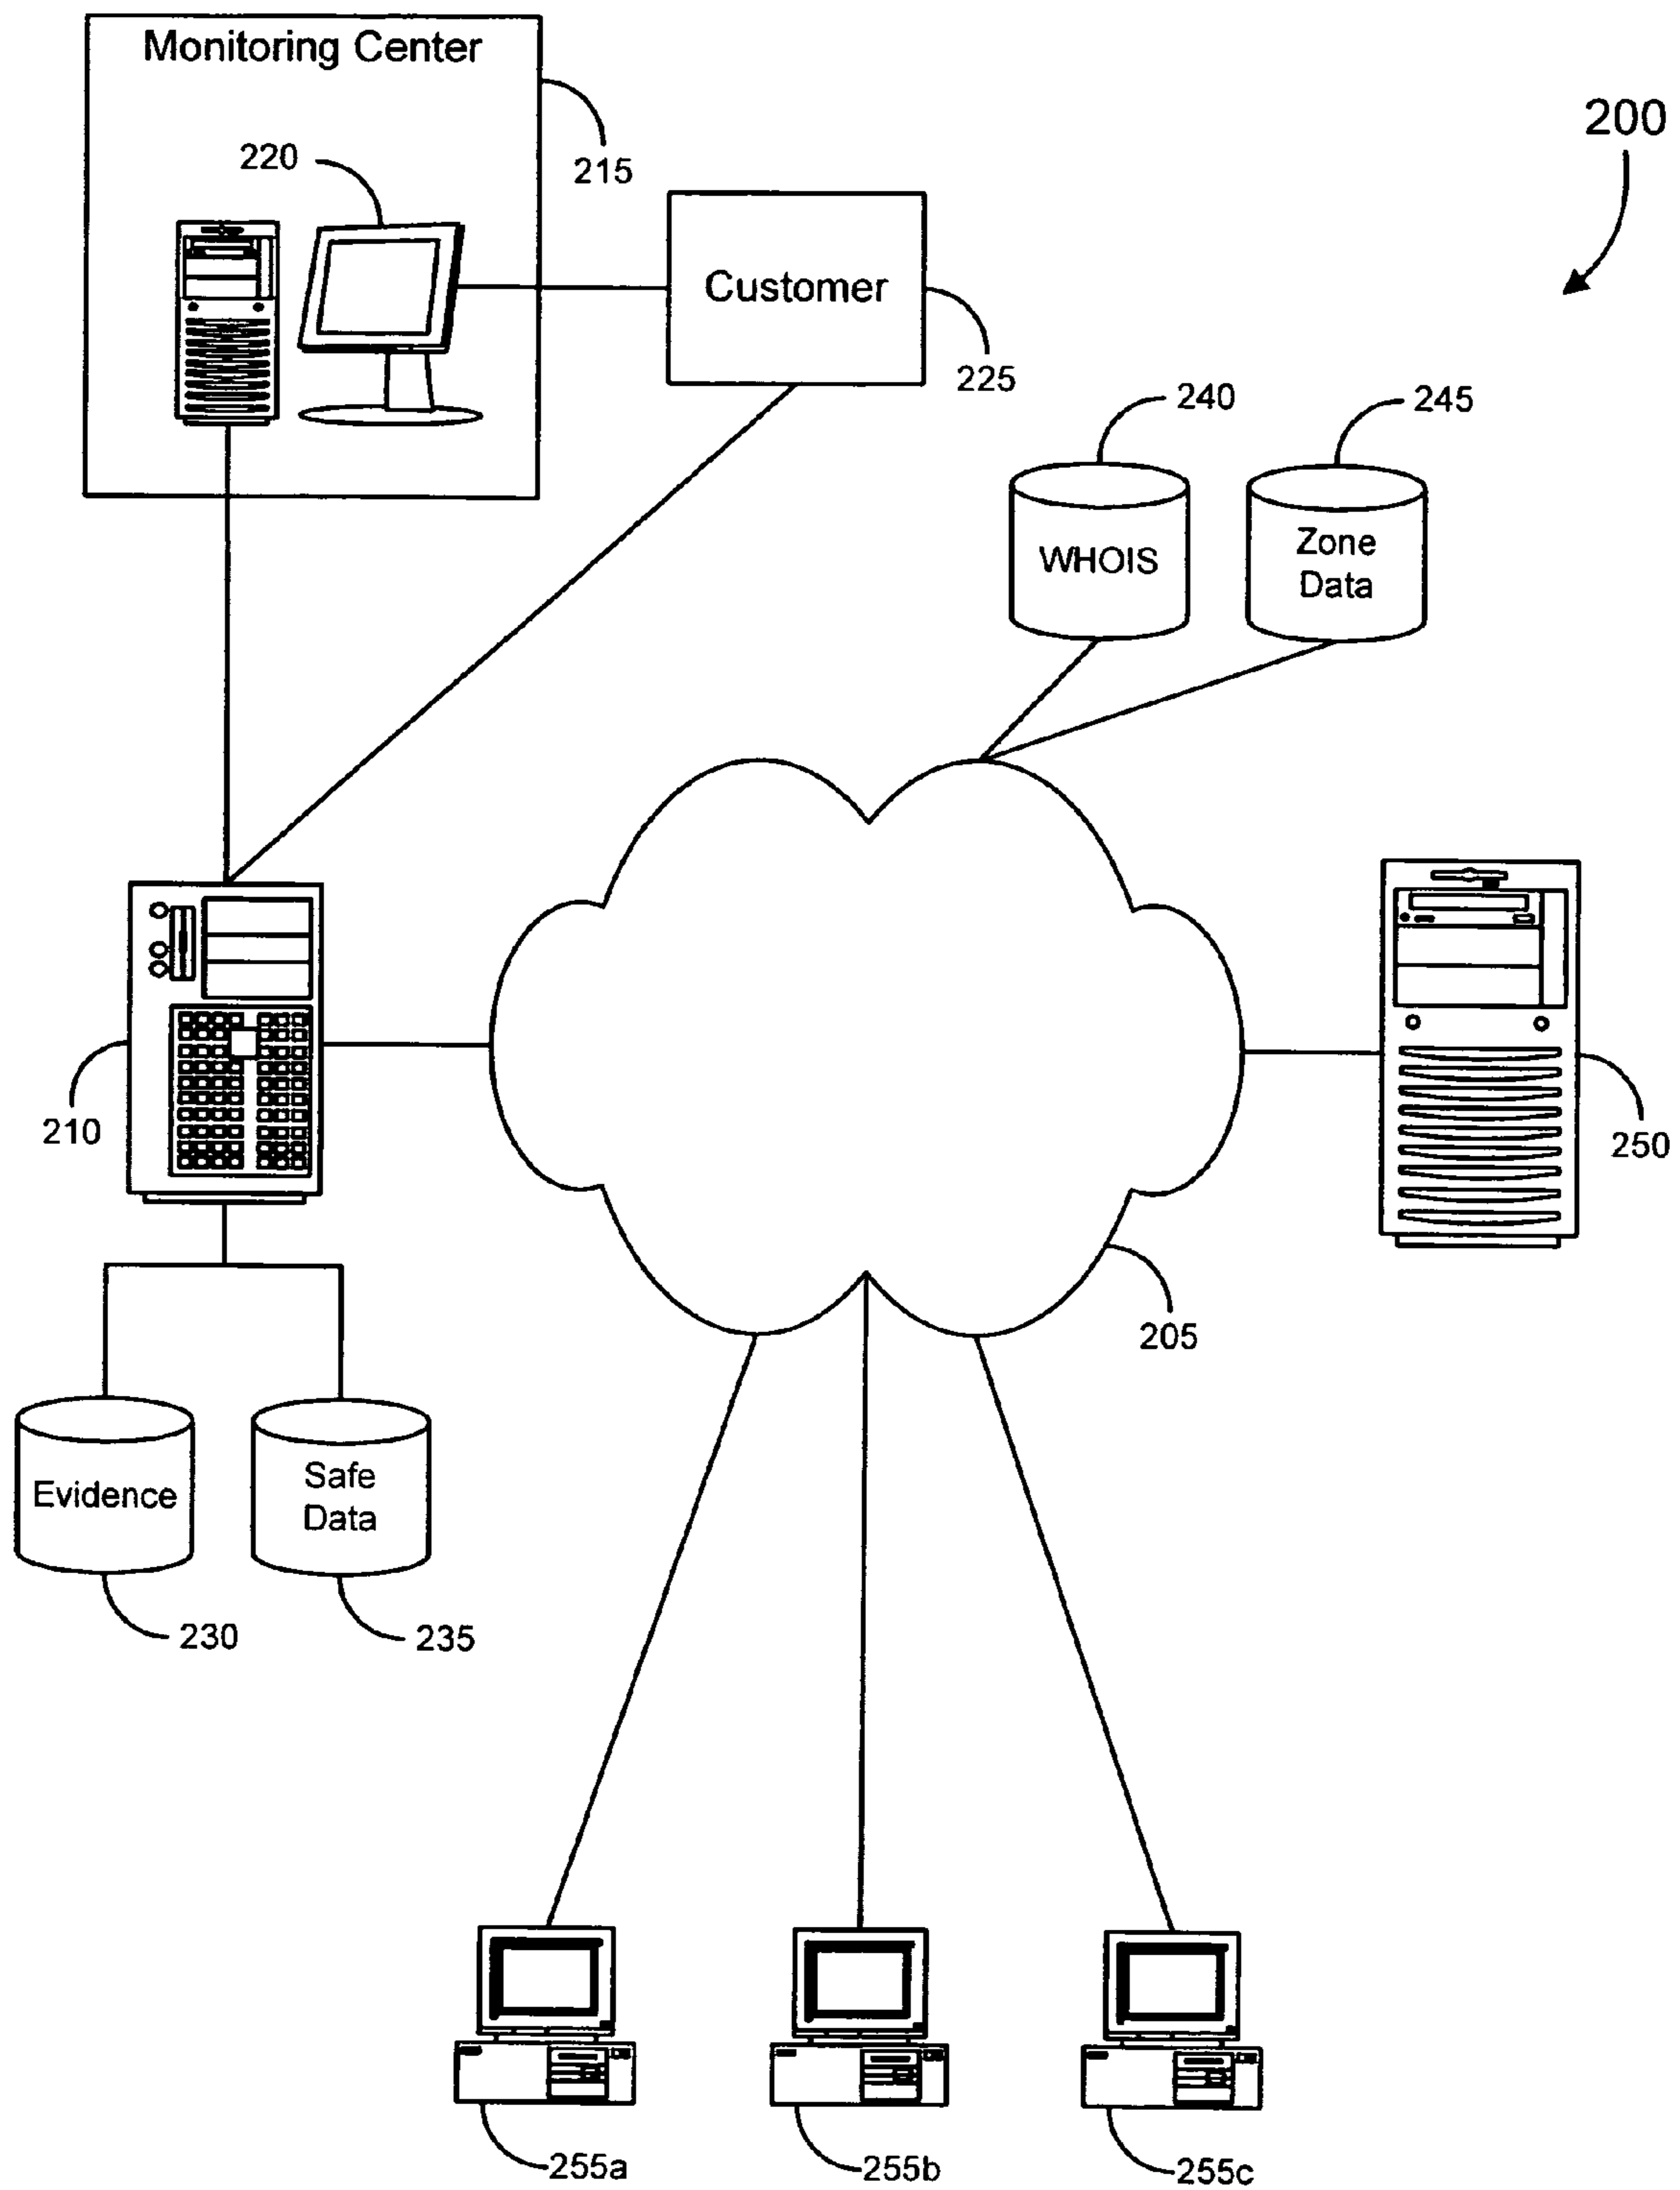 Monitoring Center
200
220
215
Customer
225
240
245
WHOIS
Zone
Data
210
250
205
Evidence
Safe
Data
230
235
255a
255b
255c